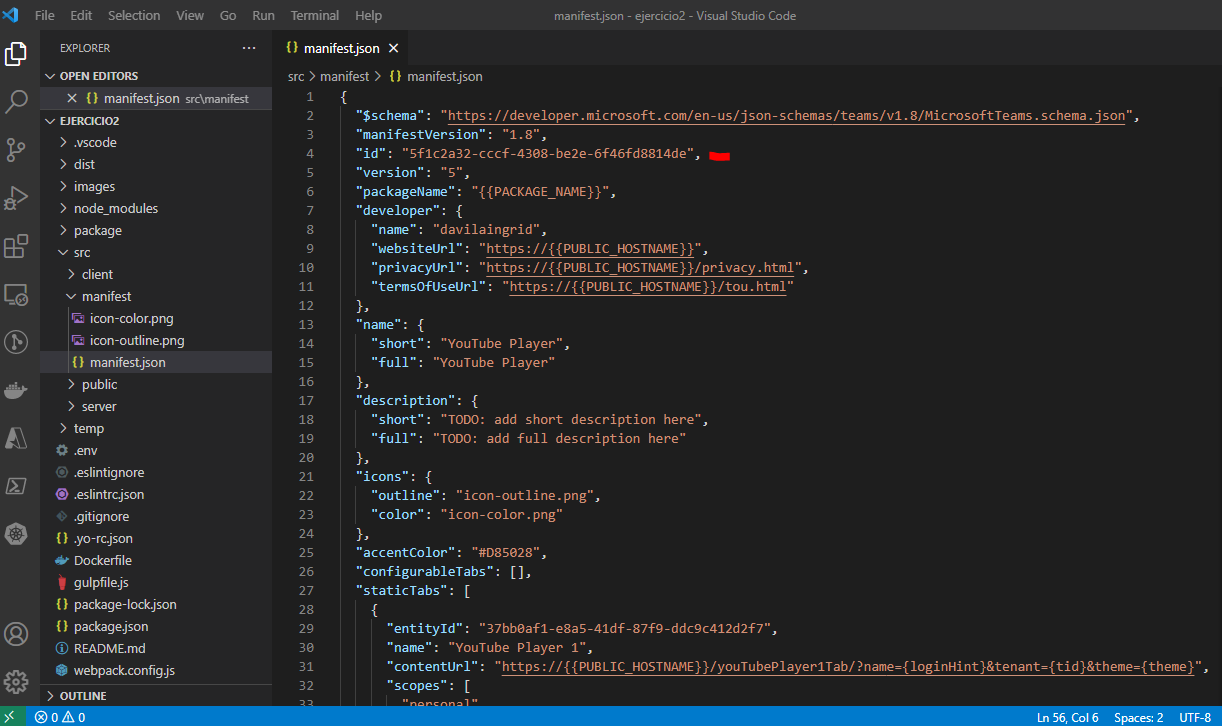 File Edit Selection View Go Run Terminal Help manifest.json - ejercicio2 - Visual Studio Code
EXPLORER ···
OPEN EDITORS
manifest.json src\manifest
EJERCICIO2
.vscode
dist
images
node_modules
package
src
client
manifest
icon-color.png
icon-outline.png
manifest.json
public
server
temp
.env
.eslintignore
.eslintrc.json
.gitignore
.yo-rc.json
Dockerfile
gulpfile.js
package-lock.json
package.json
README.md
webpack.config.js
OUTLINE
{} manifest.json
src > manifest > {} manifest.json
1 {
2 "$schema": "https://developer.microsoft.com/en-us/json-schemas/teams/v1.8/MicrosoftTeams.schema.json",
3 "manifestVersion": "1.8",
4 "id": "5f1c2a32-cccf-4308-be2e-6f46fd8814de",
5 "version": "5",
6 "packageName": "{{PACKAGE_NAME}}",
7 "developer": {
8 "name": "davilaingrid",
9 "websiteUrl": "https://{{PUBLIC_HOSTNAME}}",
10 "privacyUrl": "https://{{PUBLIC_HOSTNAME}}/privacy.html",
11 "termsOfUseUrl": "https://{{PUBLIC_HOSTNAME}}/tou.html"
12 },
13 "name": {
14 "short": "YouTube Player",
15 "full": "YouTube Player"
16 },
17 "description": {
18 "short": "TODO: add short description here",
19 "full": "TODO: add full description here"
20 },
21 "icons": {
22 "outline": "icon-outline.png",
23 "color": "icon-color.png"
24 },
25 "accentColor": "#D85028",
26 "configurableTabs": [],
27 "staticTabs": [
28 {
29 "entityId": "37bb0af1-e8a5-41df-87f9-ddc9c412d2f7",
30 "name": "YouTube Player 1",
31 "contentUrl": "https://{{PUBLIC_HOSTNAME}}/youTubePlayer1Tab/?name={loginHint}&tenant={tid}&theme={theme}",
32 "scopes": [
33 "personal"
0 0 Ln 56, Col 6 Spaces: 2 UTF-8